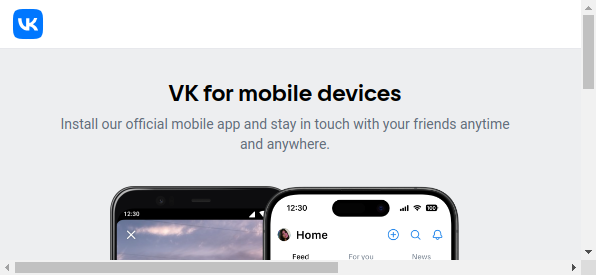 VK
VK for mobile devices
Install our official mobile app and stay in touch with your friends anytime
and anywhere.
12:30
12:30
100
Home
Feed For you News